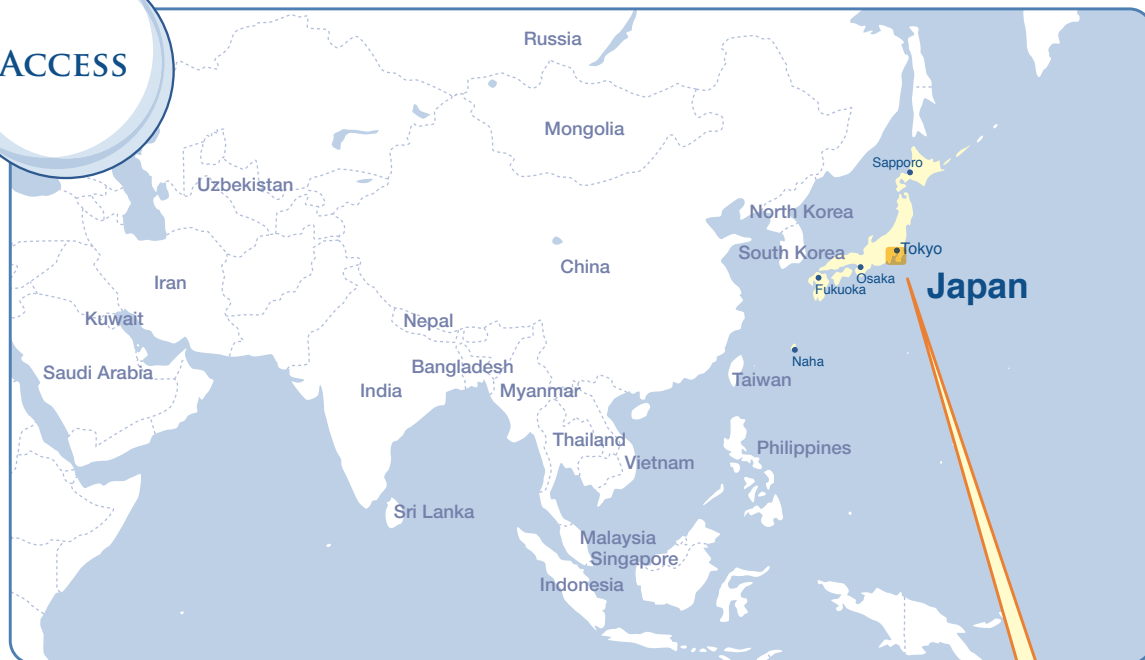 ACCESS
Russia
Mongolia
Sapporo
Uzbekistan
North Korea
South Korea
Tokyo
China
Osaka
Iran
Fukuoka
Japan
Kuwait
Nepal
Naha
Bangladesh
Saudi Arabia
Taiwan
India
Myanmar
Thailand
Philippines
Vietnam
Sri Lanka
Malaysia
Singapore
Indonesia